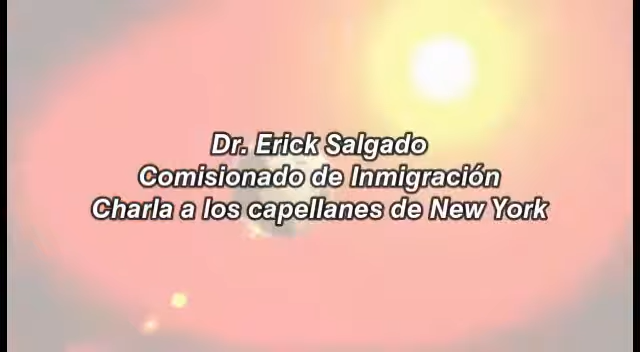 Dr. Erick Salgado
Comisionado de Inmigración
Charla a los capellanes de New York